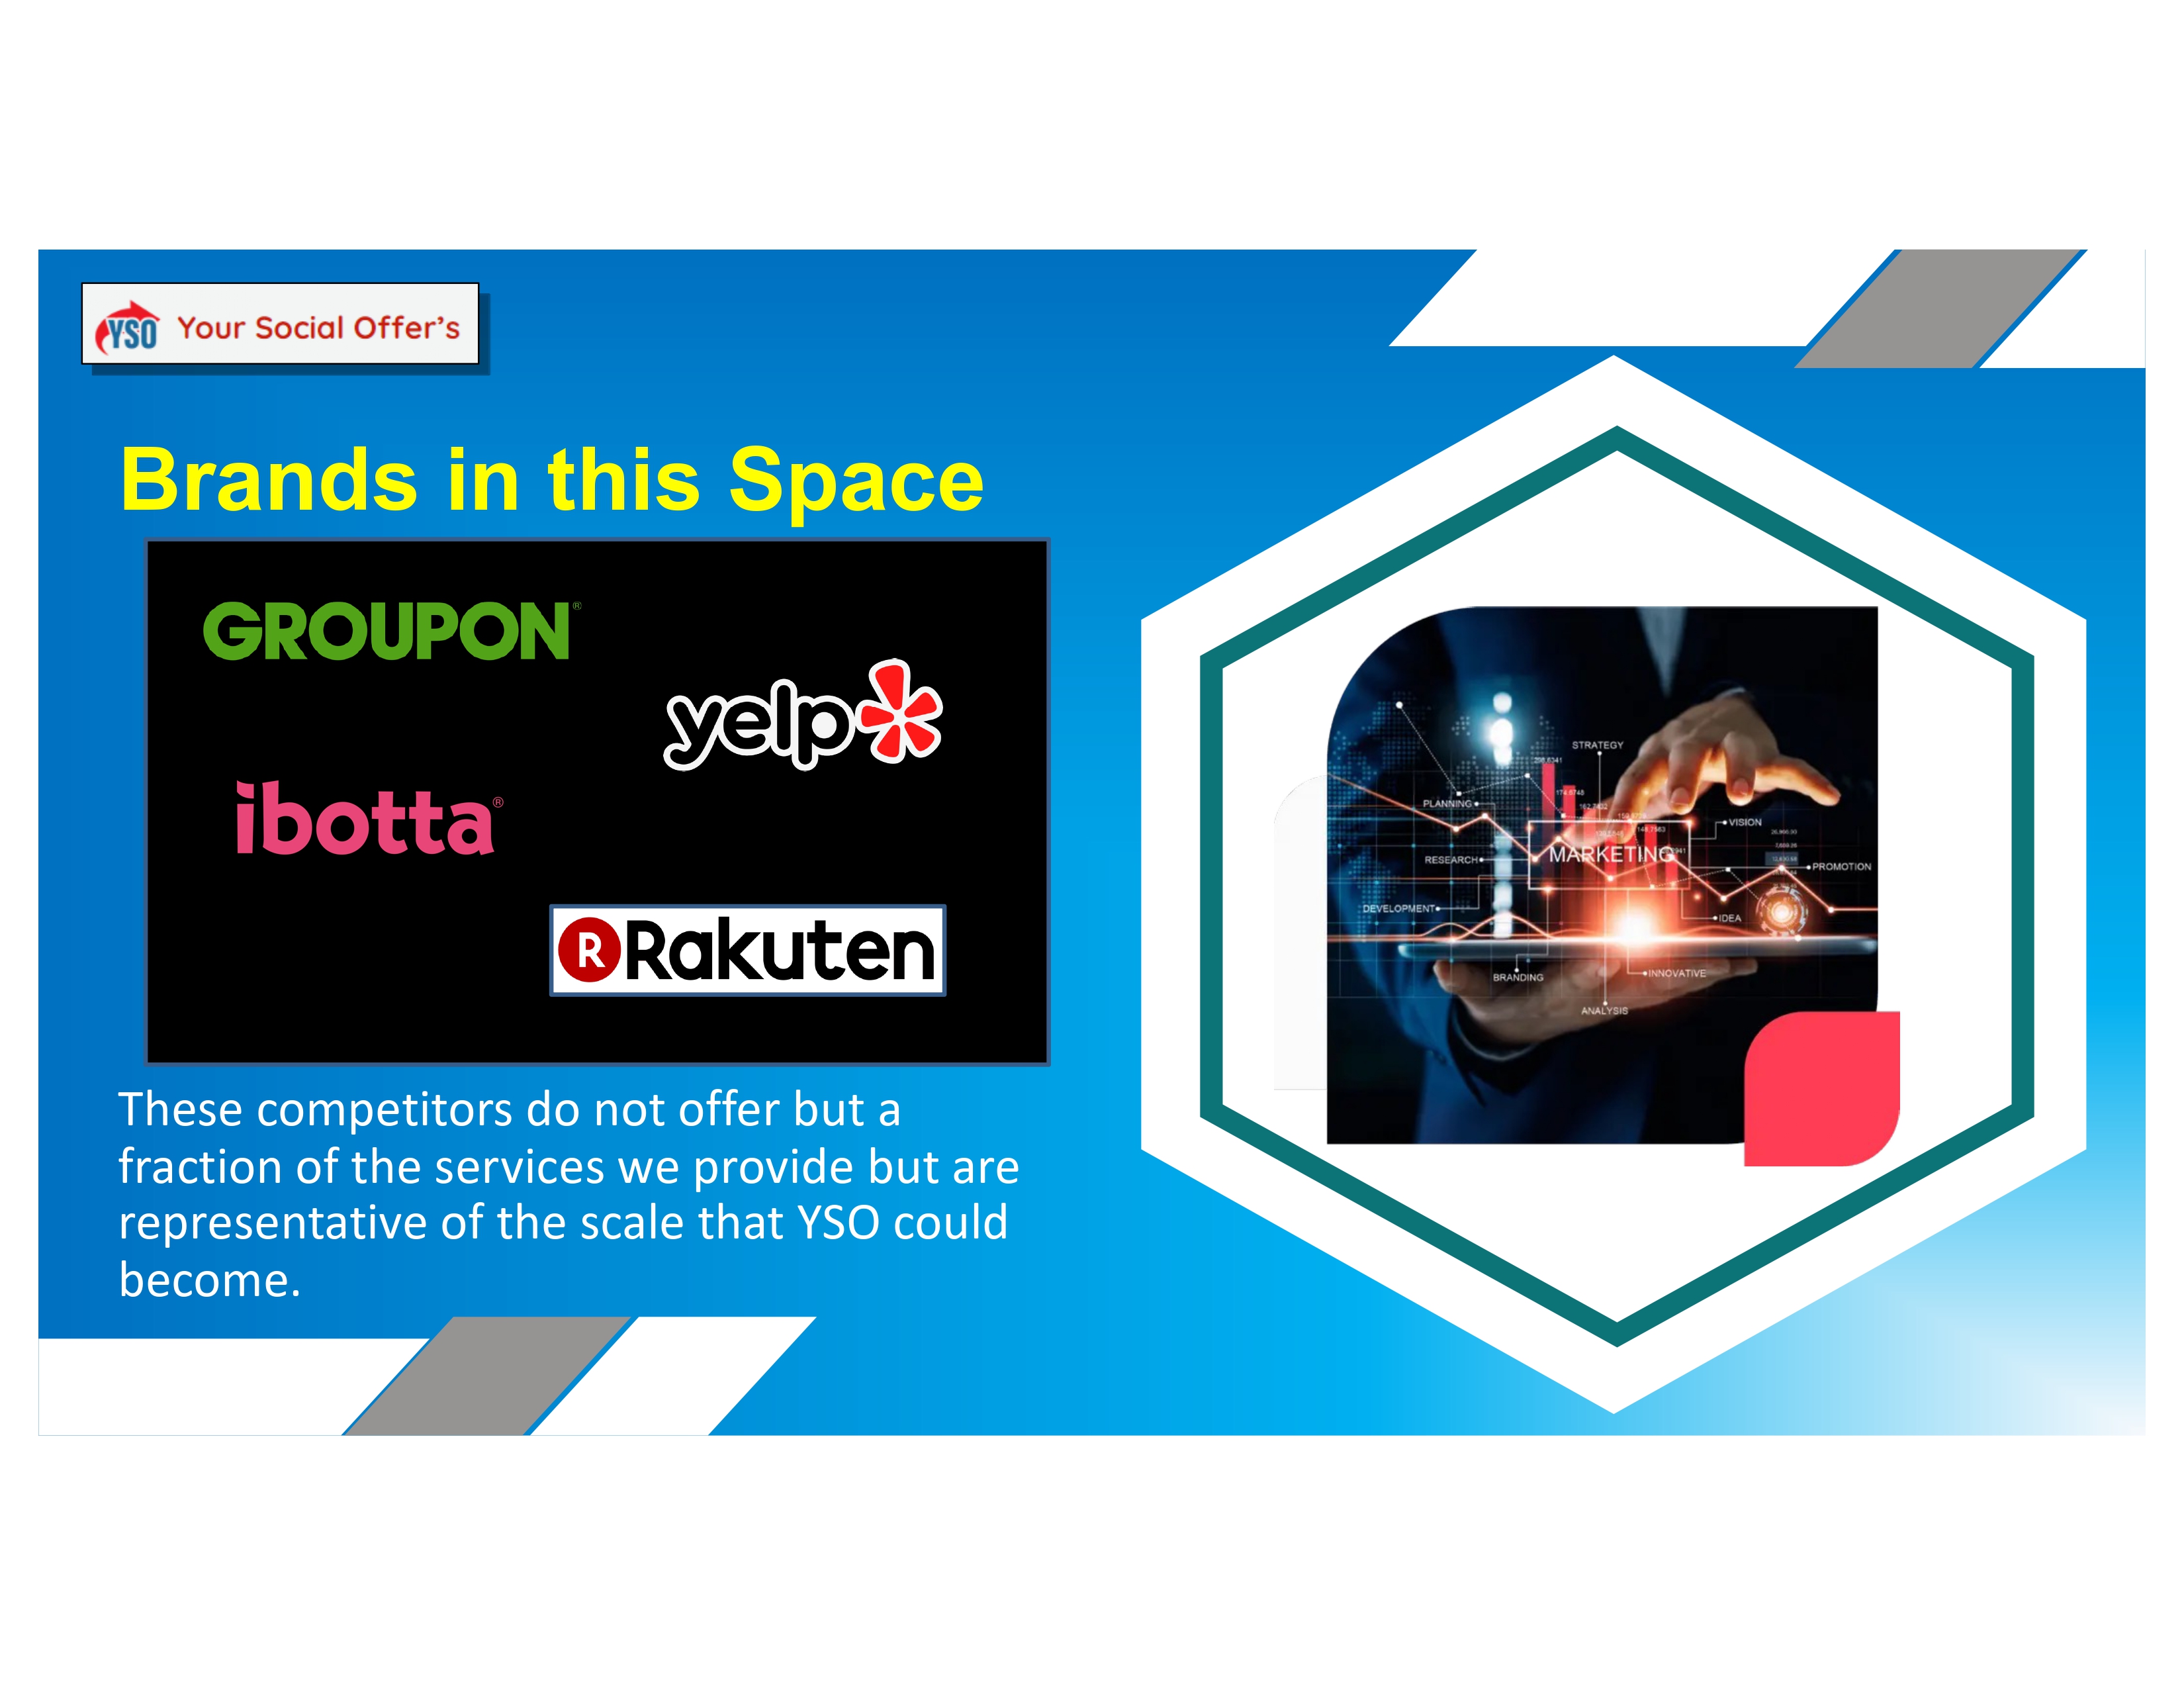 YSO Your Social Offer's
Brands in this Space
GROUPON®
yelp
ibotta®
R Rakuten
These competitors do not offer but a
fraction of the services we provide but are
representative of the scale that YSO could
become.
STRATEGY
PLANNING
VISION
MARKETING
RESEARCH
PROMOTION
DEVELOPMENT
IDEA
BRANDING
INNOVATIVE
ANALYSIS